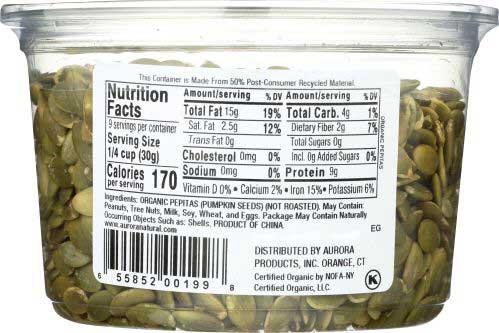 This Container is Made From 50% Post-Consumer Recycled Material.
Nutrition
Facts
9 servings per container
Serving Size
1/4 cup (30g)
Calories
per serving 170
Amount/serving % DV
Total Fat 15g 19%
Sat. Fat 2.5g 12%
Trans Fat 0g
Cholesterol 0mg 0%
Sodium 0mg 0%
Amount/serving % DV
Total Carb. 4g 1%
Dietary Fiber 2g 7%
Total Sugars 0g
Incl. 0g Added Sugars 0%
Protein 9g
Vitamin D 0% • Calcium 2% • Iron 15% • Potassium 6%
ORGANIC PEPITAS
Ingredients: ORGANIC PEPITAS (PUMPKIN SEEDS) (NOT ROASTED). May Contain:
Peanuts, Tree Nuts, Milk, Soy, Wheat, and Eggs. Package May Contain Naturally
Occurring Objects Such as: Shells. PRODUCT OF CHINA.
www.auroranatural.com
EG
6 55852 00199 8
DISTRIBUTED BY AURORA
PRODUCTS, INC. ORANGE, CT
Certified Organic by NOFA-NY
Certified Organic, LLC.
K